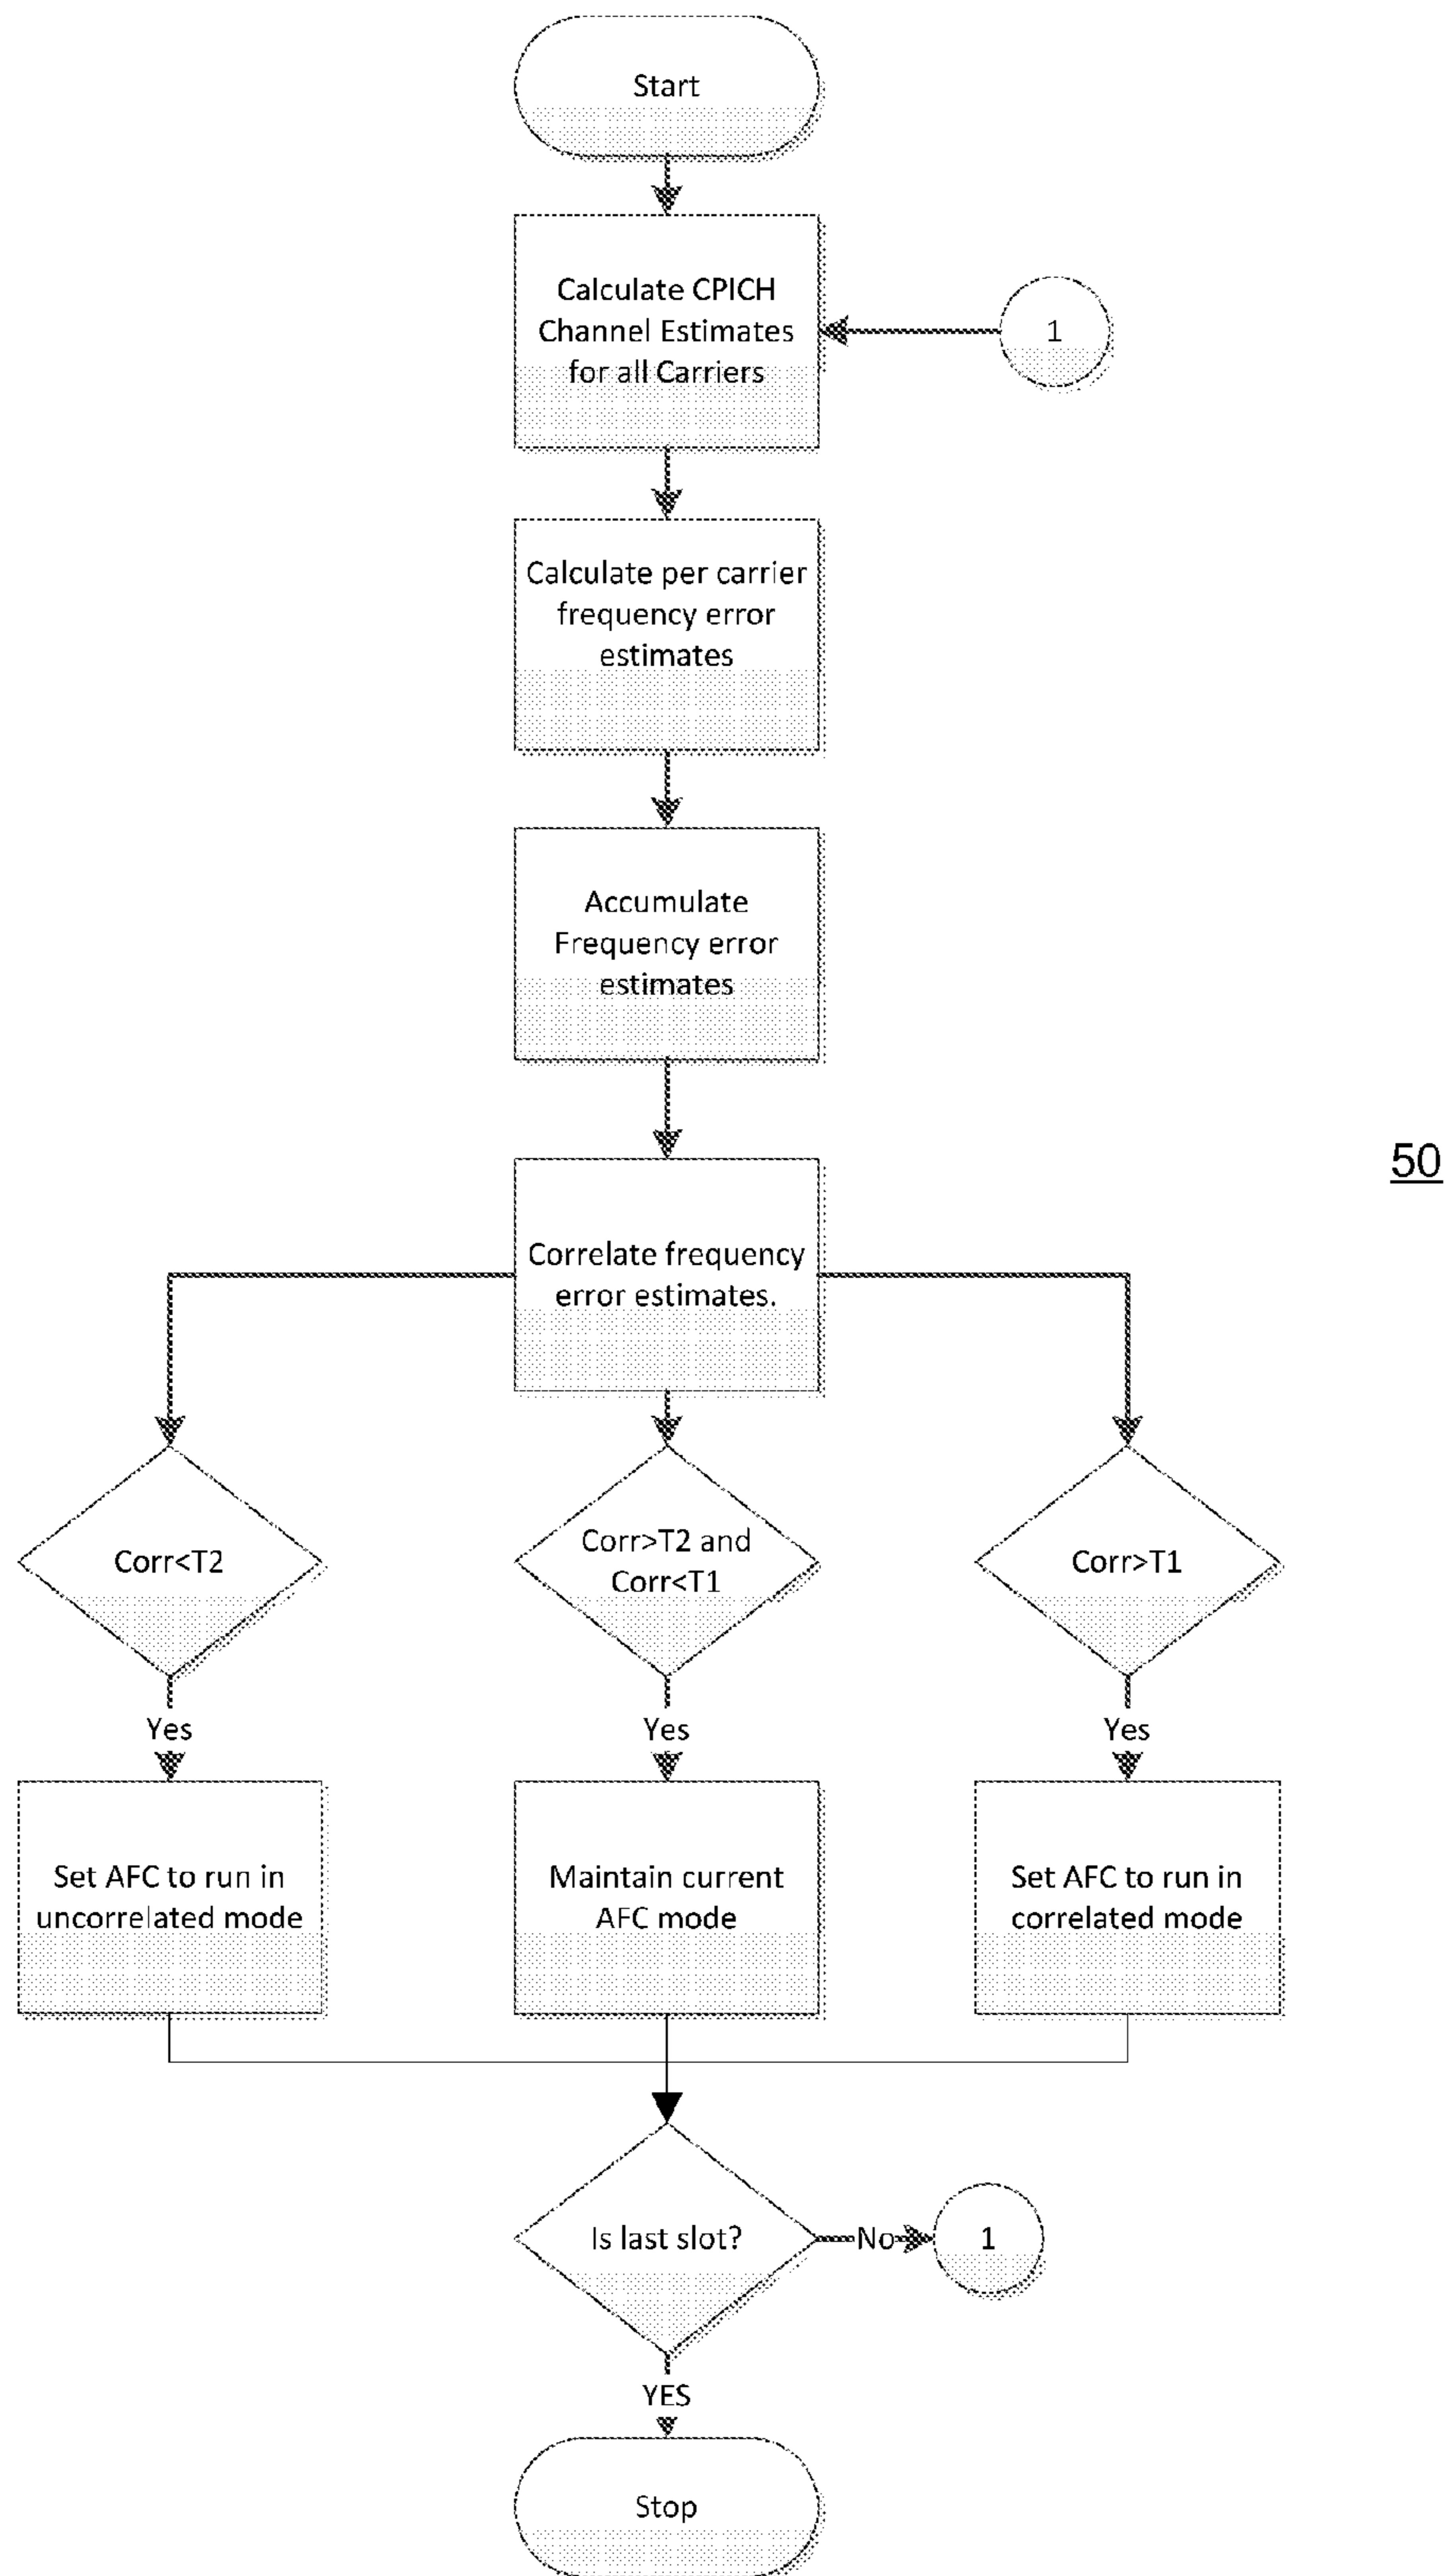 Start
Calculate CPICH
Channel Estimates
for all Carriers
1
Calculate per carrier
frequency error
estimates
Accumulate
Frequency error
estimates
50
Correlate frequency
error estimates.
Corr<T2
Corr>T2 and
Corr<T1
Corr>T1
Yes
Yes
Yes
Set AFC to run in
uncorrelated mode
Maintain current
AFC mode
Set AFC to run in
correlated mode
Is last slot?
No
1
YES
Stop